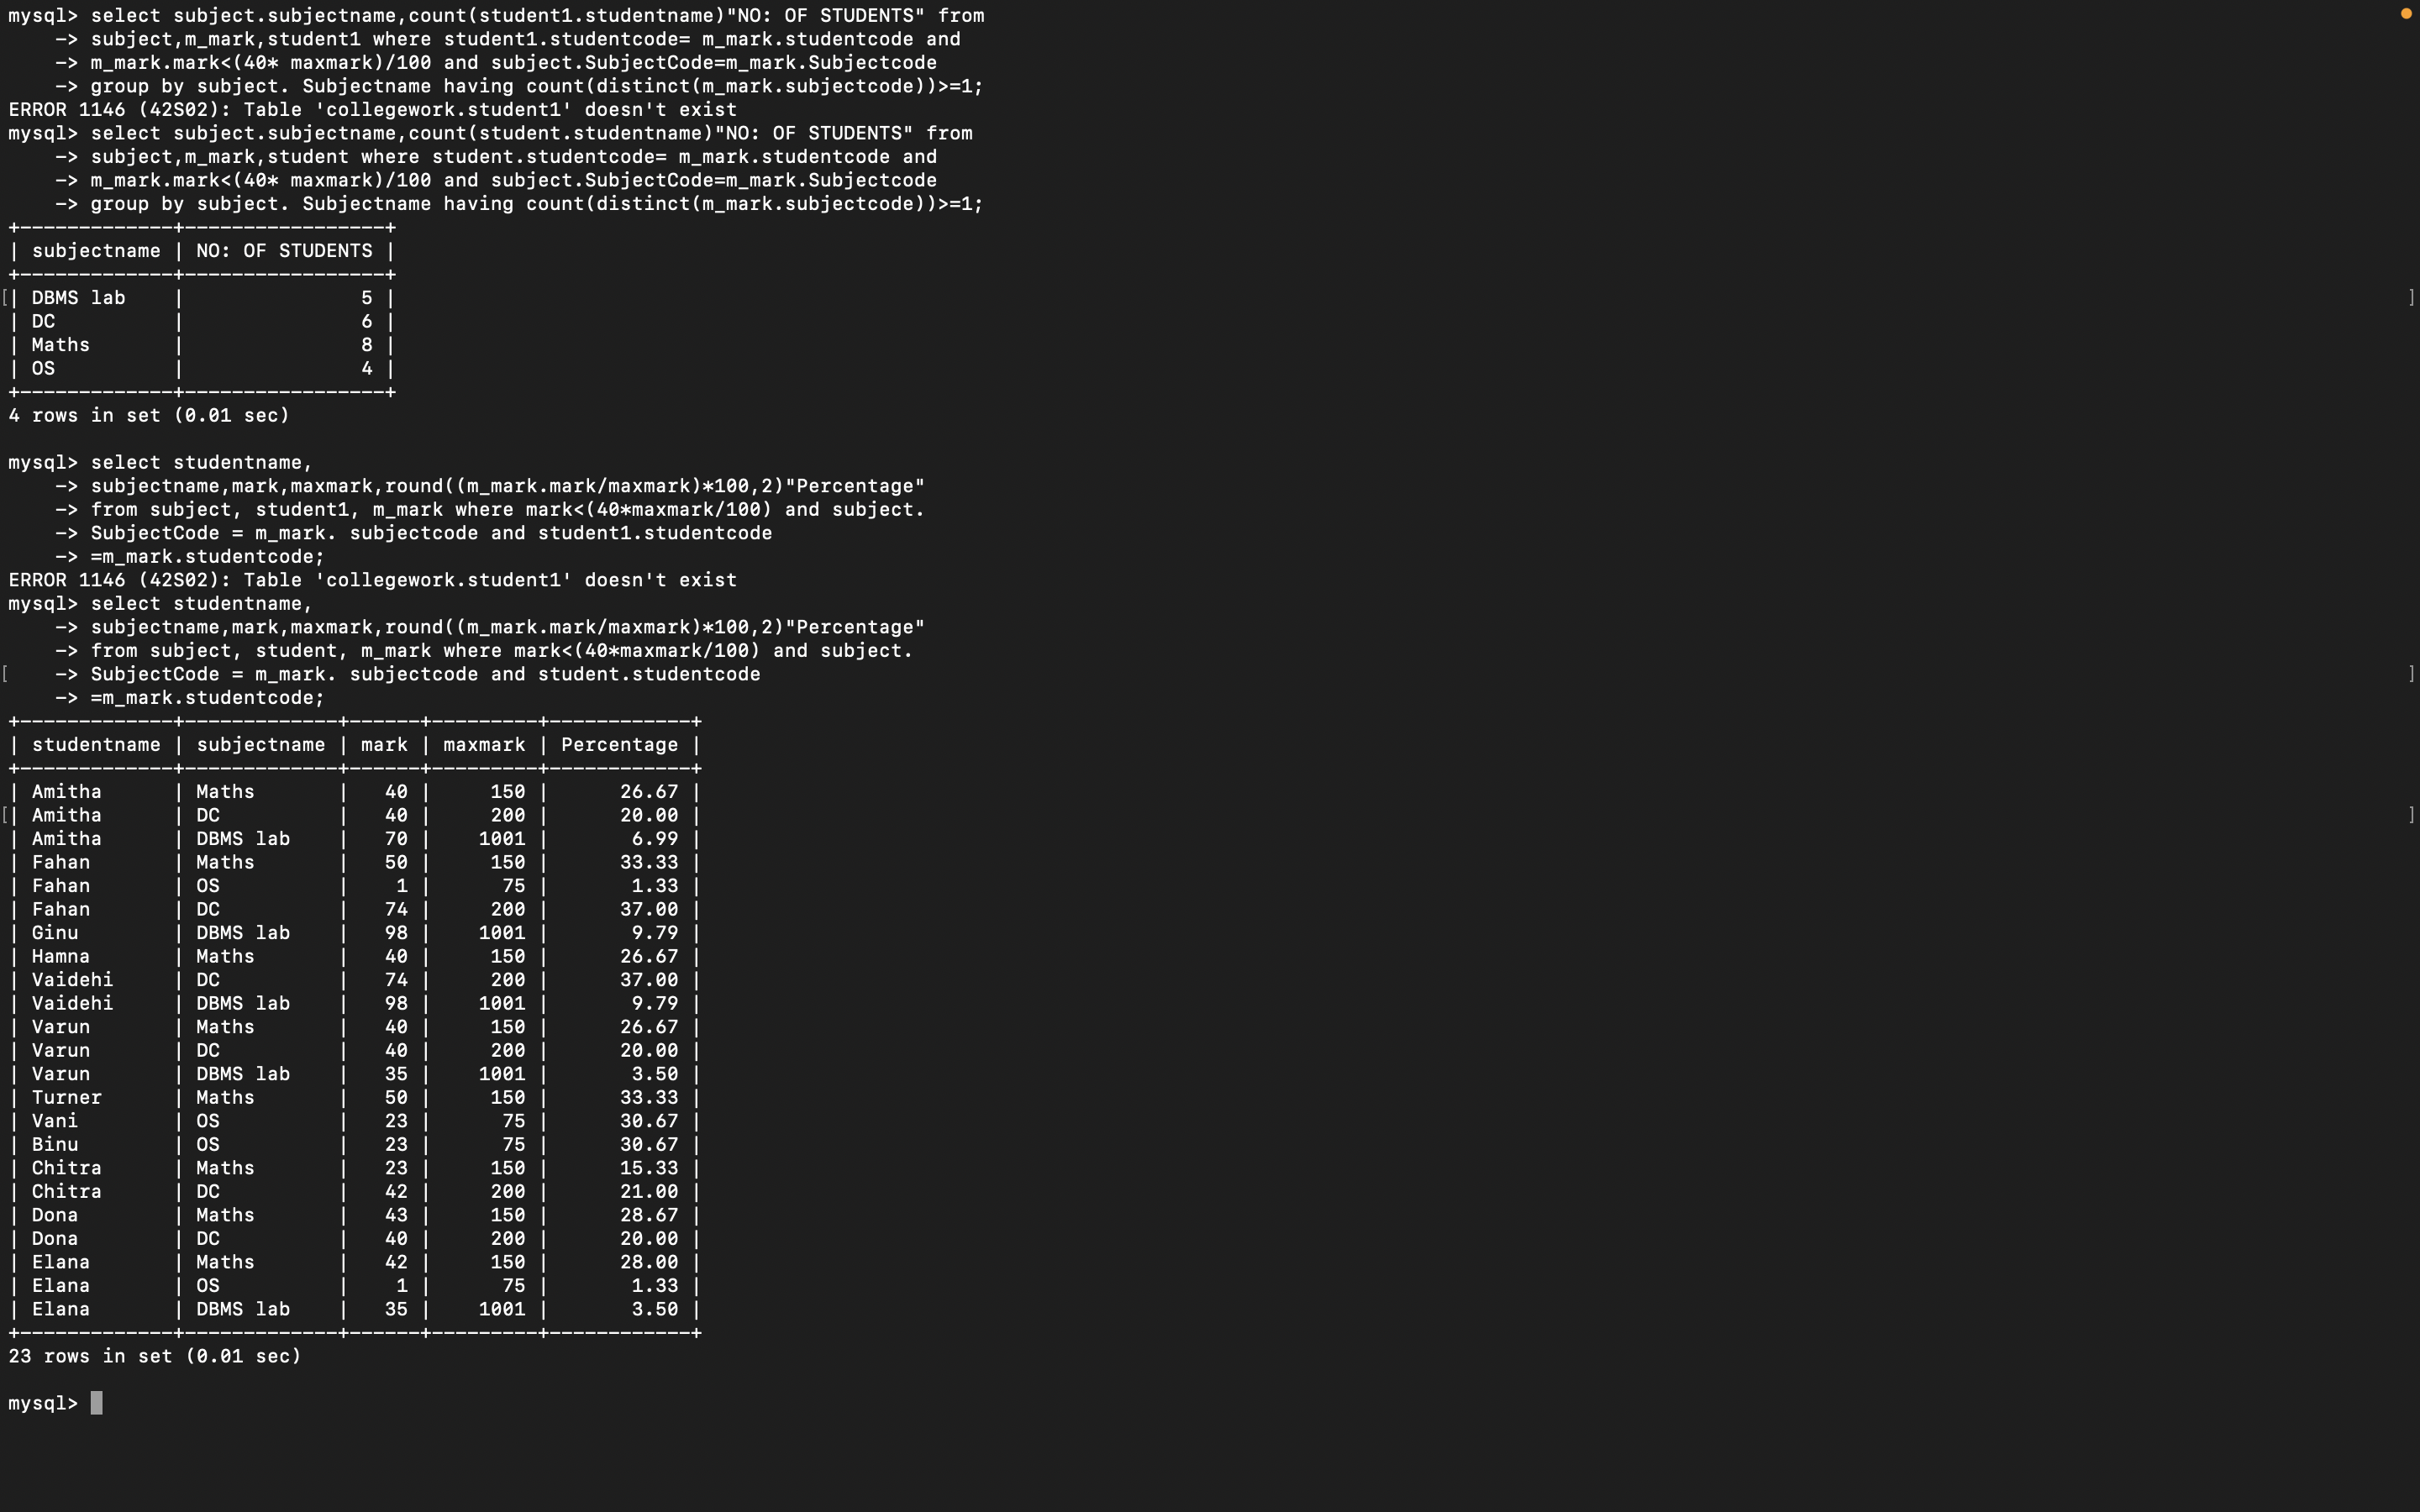 mysql> select subject.subjectname,count(student1.studentname)"NO: OF STUDENTS" from
    -> subject,m_mark,student1 where student1.studentcode= m_mark.studentcode and
    -> m_mark.mark<(40* maxmark)/100 and subject.SubjectCode=m_mark.Subjectcode
    -> group by subject. Subjectname having count(distinct(m_mark.subjectcode))>=1;
ERROR 1146 (42S02): Table 'collegework.student1' doesn't exist
mysql> select subject.subjectname,count(student.studentname)"NO: OF STUDENTS" from
    -> subject,m_mark,student where student.studentcode= m_mark.studentcode and
    -> m_mark.mark<(40* maxmark)/100 and subject.SubjectCode=m_mark.Subjectcode
    -> group by subject. Subjectname having count(distinct(m_mark.subjectcode))>=1;
+-------------+-----------------+
| subjectname | NO: OF STUDENTS |
+-------------+-----------------+
[| DBMS lab    |               5 | ]
| DC          |               6 |
| Maths       |               8 |
| OS          |               4 |
+-------------+-----------------+
4 rows in set (0.01 sec)

mysql> select studentname,
    -> subjectname,mark,maxmark,round((m_mark.mark/maxmark)*100,2)"Percentage"
    -> from subject, student1, m_mark where mark<(40*maxmark/100) and subject.
    -> SubjectCode = m_mark. subjectcode and student1.studentcode
    -> =m_mark.studentcode;
ERROR 1146 (42S02): Table 'collegework.student1' doesn't exist
mysql> select studentname,
    -> subjectname,mark,maxmark,round((m_mark.mark/maxmark)*100,2)"Percentage"
    -> from subject, student, m_mark where mark<(40*maxmark/100) and subject.
[    -> SubjectCode = m_mark. subjectcode and student.studentcode ]
    -> =m_mark.studentcode;
+-------------+-------------+------+---------+------------+
| studentname | subjectname | mark | maxmark | Percentage |
+-------------+-------------+------+---------+------------+
| Amitha      | Maths       |   40 |     150 |      26.67 |
[| Amitha      | DC          |   40 |     200 |      20.00 | ]
| Amitha      | DBMS lab    |   70 |    1001 |       6.99 |
| Fahan       | Maths       |   50 |     150 |      33.33 |
| Fahan       | OS          |    1 |      75 |       1.33 |
| Fahan       | DC          |   74 |     200 |      37.00 |
| Ginu        | DBMS lab    |   98 |    1001 |       9.79 |
| Hamna       | Maths       |   40 |     150 |      26.67 |
| Vaidehi     | DC          |   74 |     200 |      37.00 |
| Vaidehi     | DBMS lab    |   98 |    1001 |       9.79 |
| Varun       | Maths       |   40 |     150 |      26.67 |
| Varun       | DC          |   40 |     200 |      20.00 |
| Varun       | DBMS lab    |   35 |    1001 |       3.50 |
| Turner      | Maths       |   50 |     150 |      33.33 |
| Vani        | OS          |   23 |      75 |      30.67 |
| Binu        | OS          |   23 |      75 |      30.67 |
| Chitra      | Maths       |   23 |     150 |      15.33 |
| Chitra      | DC          |   42 |     200 |      21.00 |
| Dona        | Maths       |   43 |     150 |      28.67 |
| Dona        | DC          |   40 |     200 |      20.00 |
| Elana       | Maths       |   42 |     150 |      28.00 |
| Elana       | OS          |    1 |      75 |       1.33 |
| Elana       | DBMS lab    |   35 |    1001 |       3.50 |
+-------------+-------------+------+---------+------------+
23 rows in set (0.01 sec)

mysql>